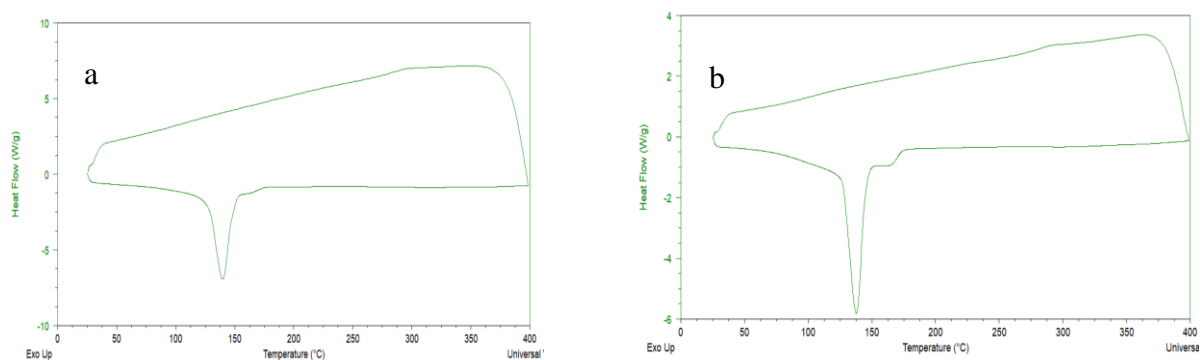 a
10
5
0
-5
-10
Heat Flow (W/g)
0 50 100 150 200 250 300 350 400
Exo Up Temperature (°C) Universal
b
4
2
0
-2
-4
-6
Heat Flow (W/g)
0 50 100 150 200 250 300 350 400
Exo Up Temperature (°C) Universal